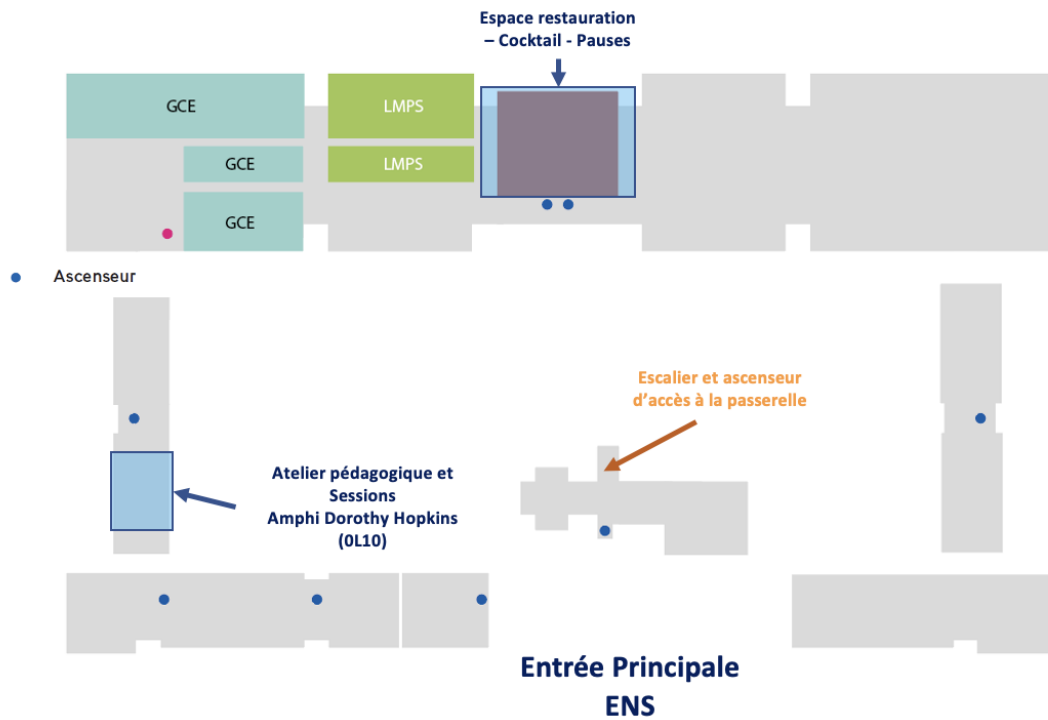 Espace restauration
– Cocktail - Pauses
GCE
LMPS
GCE
LMPS
GCE
Ascenseur
Escalier et ascenseur
d’accès à la passerelle
Atelier pédagogique et
Sessions
Amphi Dorothy Hopkins
(0L10)
Entrée Principale
ENS